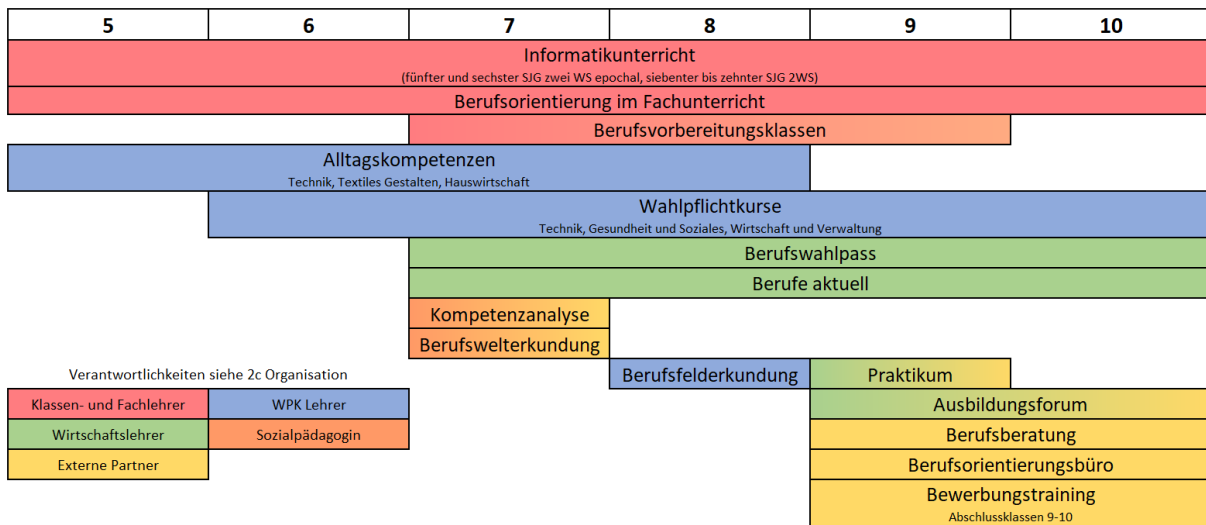 5 6 7 8 9 10
Informatikunterricht
(fünfter und sechster SJG zwei WS epochal, siebenter bis zehnter SJG 2WS)
Berufsorientierung im Fachunterricht
Berufsvorbereitungsklassen
Alltagskompetenzen
Technik, Textiles Gestalten, Hauswirtschaft
Wahlpflichtkurse
Technik, Gesundheit und Soziales, Wirtschaft und Verwaltung
Berufswahlpass
Berufe aktuell
Kompetenzanalyse
Berufswelterkundung
Berufsfelderkundung Praktikum
Verantwortlichkeiten siehe 2c Organisation
Klassen- und Fachlehrer WPK Lehrer
Ausbildungsforum
Wirtschaftslehrer Sozialpädagogin
Berufsberatung
Externe Partner
Berufsorientierungsbüro
Bewerbungstraining
Abschlussklassen 9-10